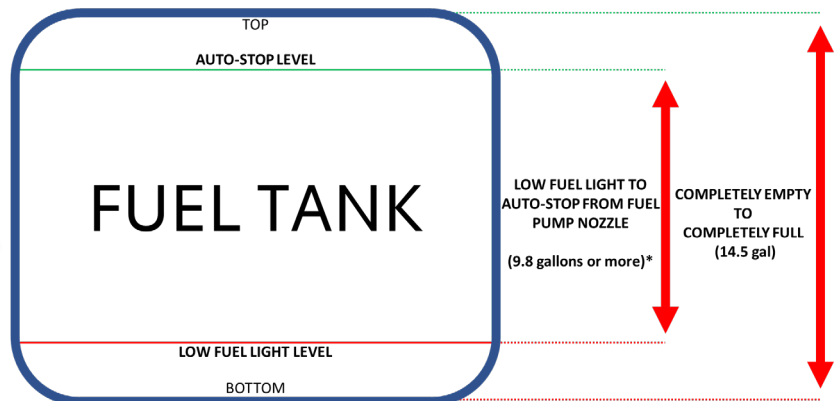 TOP
AUTO-STOP LEVEL
FUEL TANK
LOW FUEL LIGHT TO
AUTO-STOP FROM FUEL
PUMP NOZZLE
(9.8 gallons or more)*
COMPLETELY EMPTY
TO
COMPLETELY FULL
(14.5 gal)
LOW FUEL LIGHT LEVEL
BOTTOM